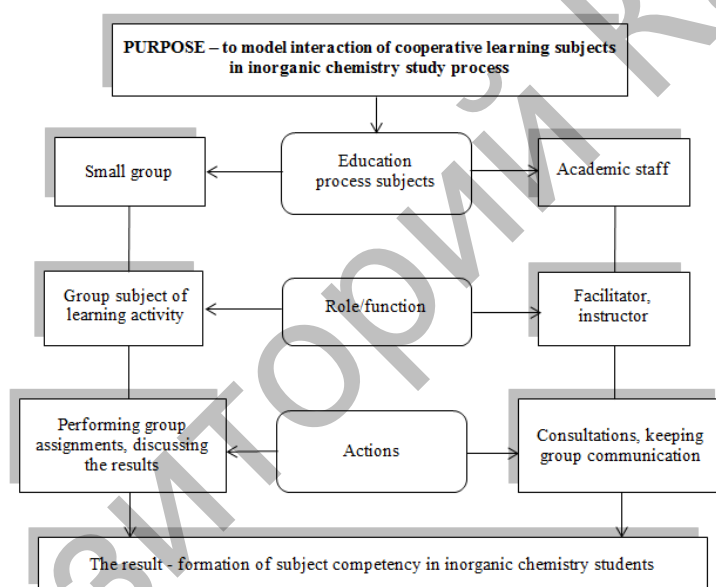 PURPOSE – to model interaction of cooperative learning subjects
in inorganic chemistry study process
Small group
Education
process subjects
Academic staff
Group subject of
learning activity
Role/function
Facilitator,
instructor
Performing group
assignments, discussing
the results
Actions
Consultations, keeping
group communication
The result - formation of subject competency in inorganic chemistry students